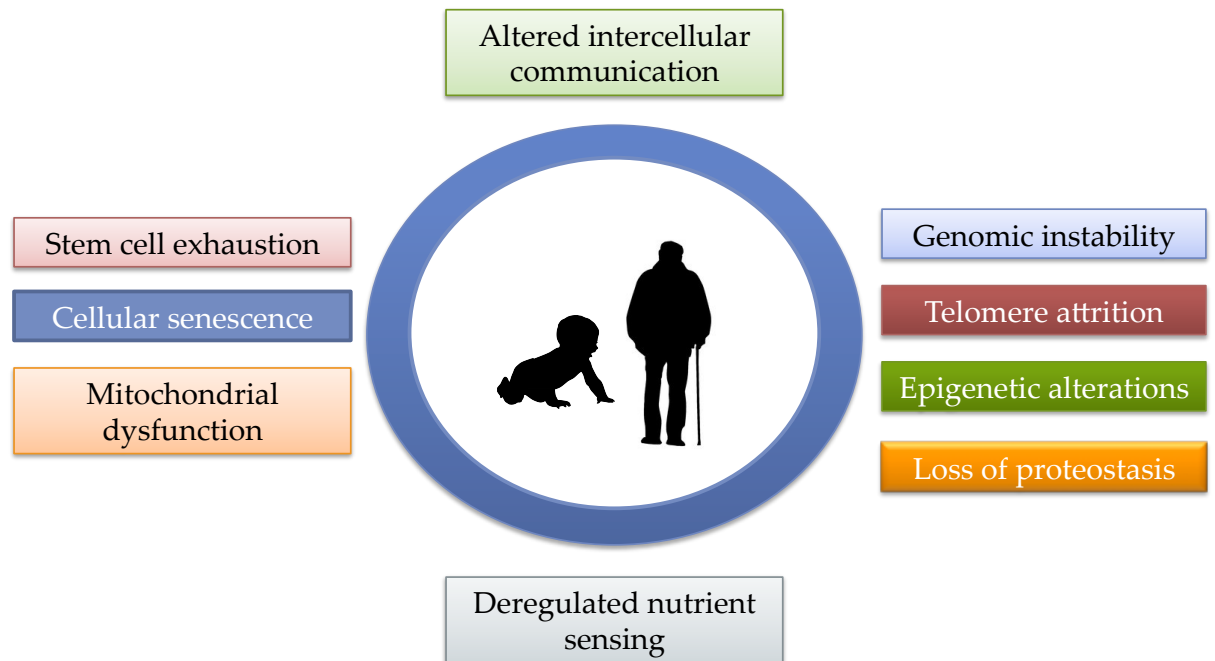 Altered intercellular
communication
Stem cell exhaustion
Cellular senescence
Mitochondrial
dysfunction
Genomic instability
Telomere attrition
Epigenetic alterations
Loss of proteostasis
Deregulated nutrient
sensing